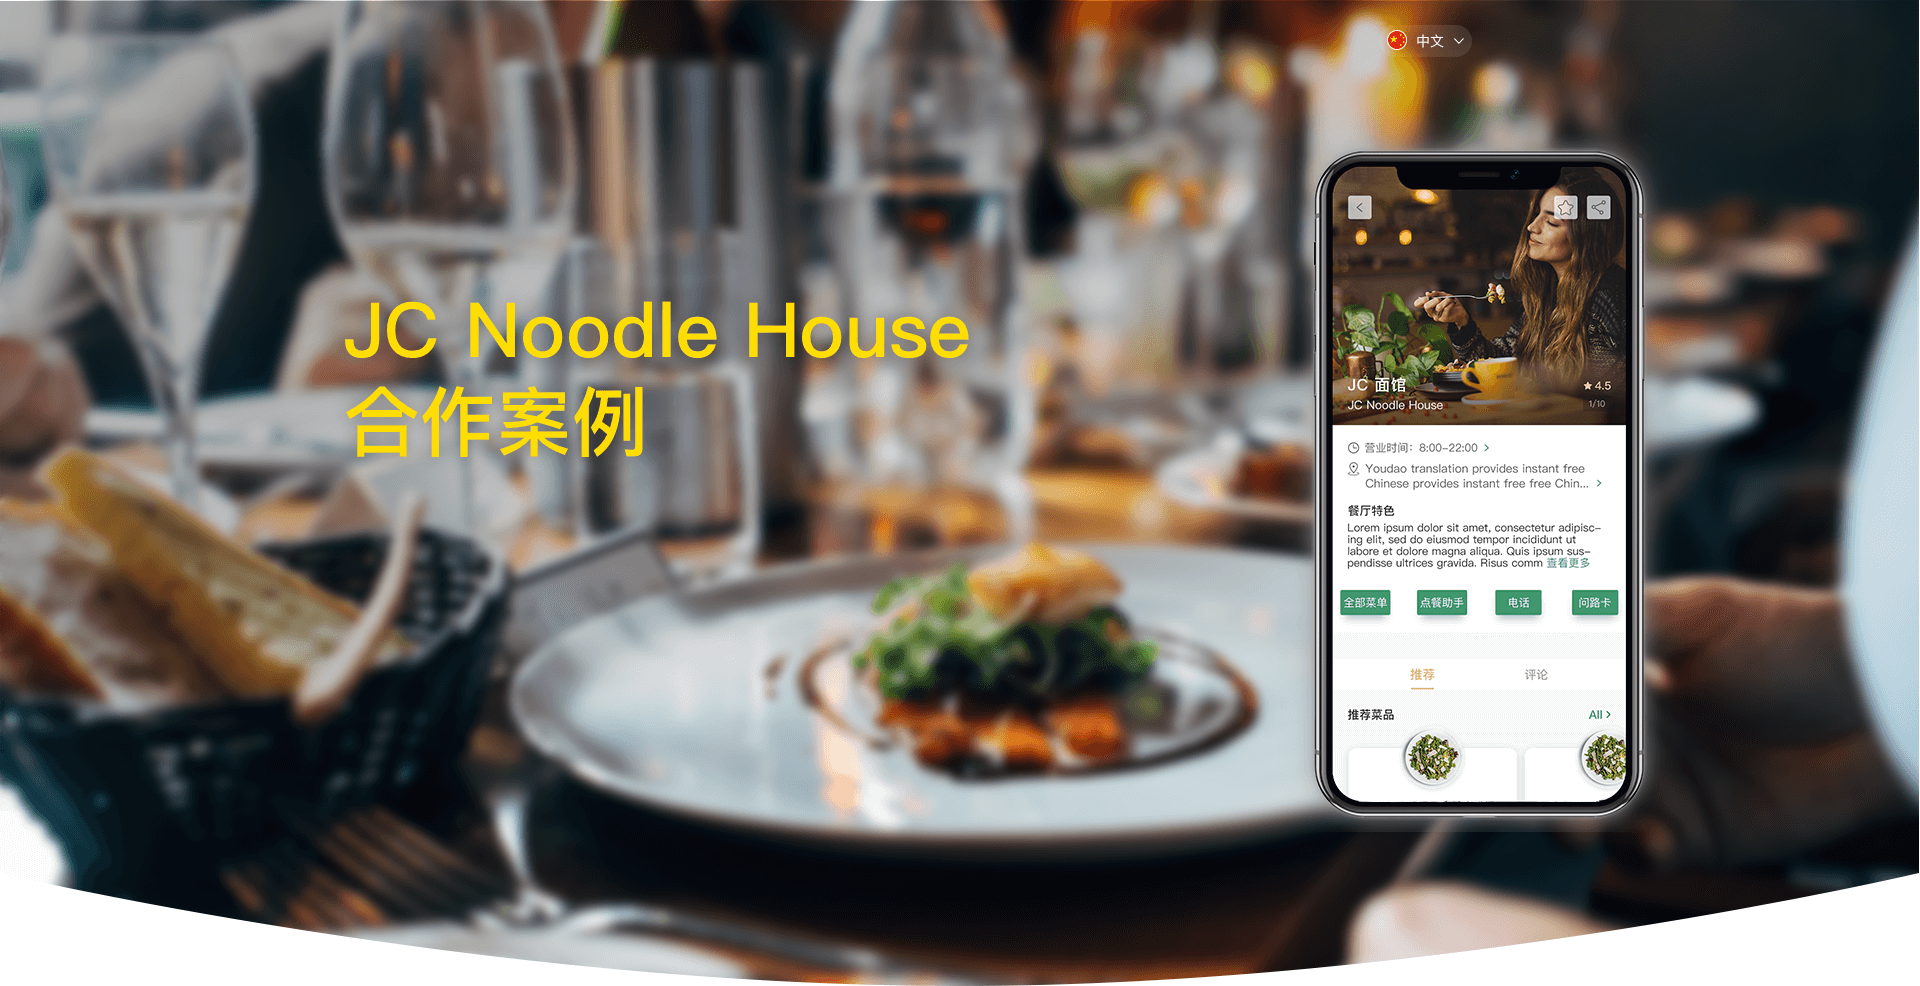 中文
JC Noodle House
合作案例
JC 面馆
4.5
JC Noodle House
1/10
营业时间：8:00-22:00
Youdao translation provides instant free
Chinese provides instant free free Chin...
餐厅特色
Lorem ipsum dolor sit amet, consectetur adipisc-
ing elit, sed do eiusmod tempor incididunt ut
labore et dolore magna aliqua. Quis ipsum sus-
pendisse ultrices gravida. Risus comm 查看更多
全部菜单 点餐助手 电话 问路卡
推荐 评论
推荐菜品 All